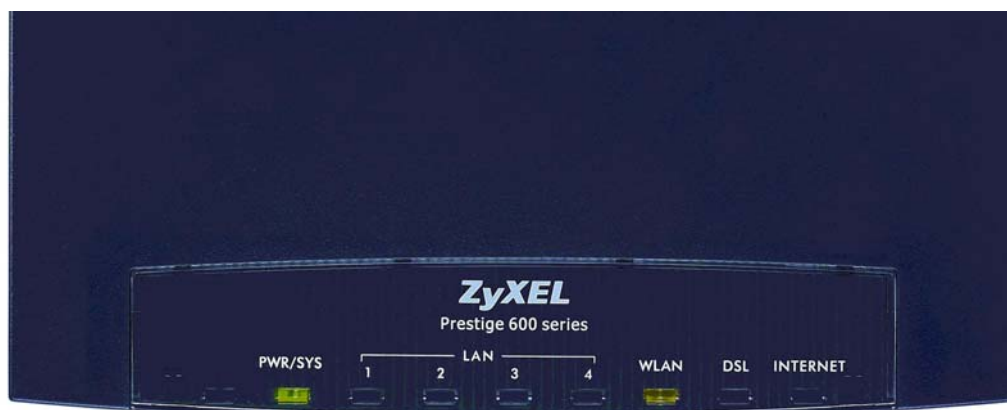 ZyXEL
Prestige 600 series
LAN
PWR/SYS 1 2 3 4 WLAN DSL INTERNET